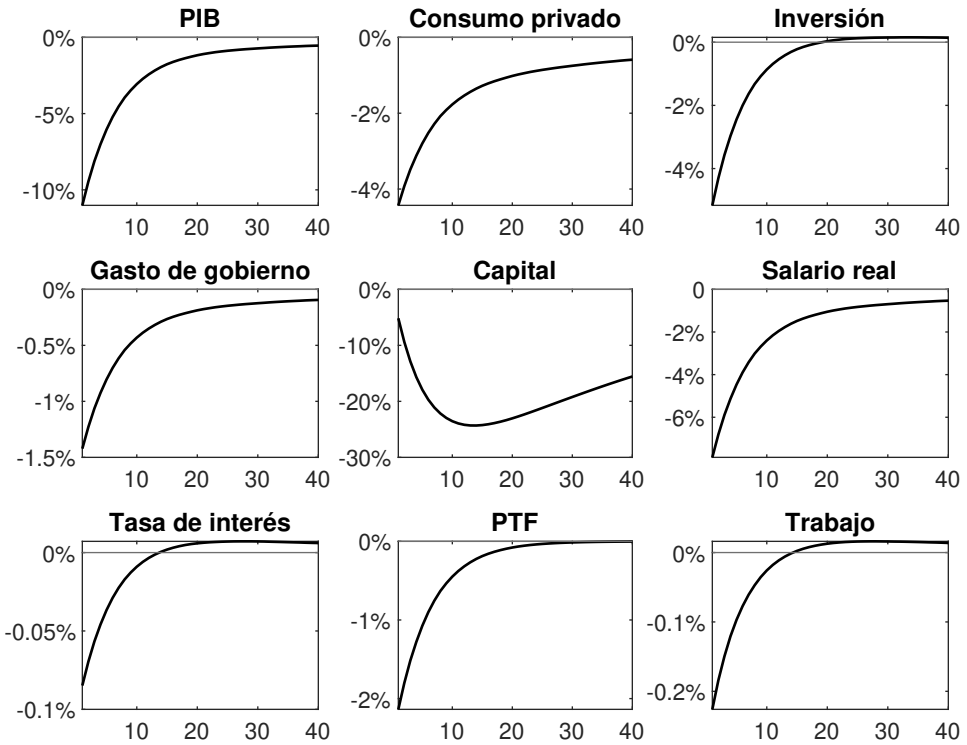 PIB
0%
-5%
-10%
10 20 30 40
Consumo privado
0%
-2%
-4%
10 20 30 40
Inversión
0%
-2%
-4%
10 20 30 40
Gasto de gobierno
0%
-0.5%
-1%
-1.5%
10 20 30 40
Capital
0%
-10%
-20%
-30%
10 20 30 40
Salario real
0
-2%
-4%
-6%
10 20 30 40
Tasa de interés
0%
-0.05%
-0.1%
10 20 30 40
PTF
0%
-1%
-2%
10 20 30 40
Trabajo
0%
-0.1%
-0.2%
10 20 30 40